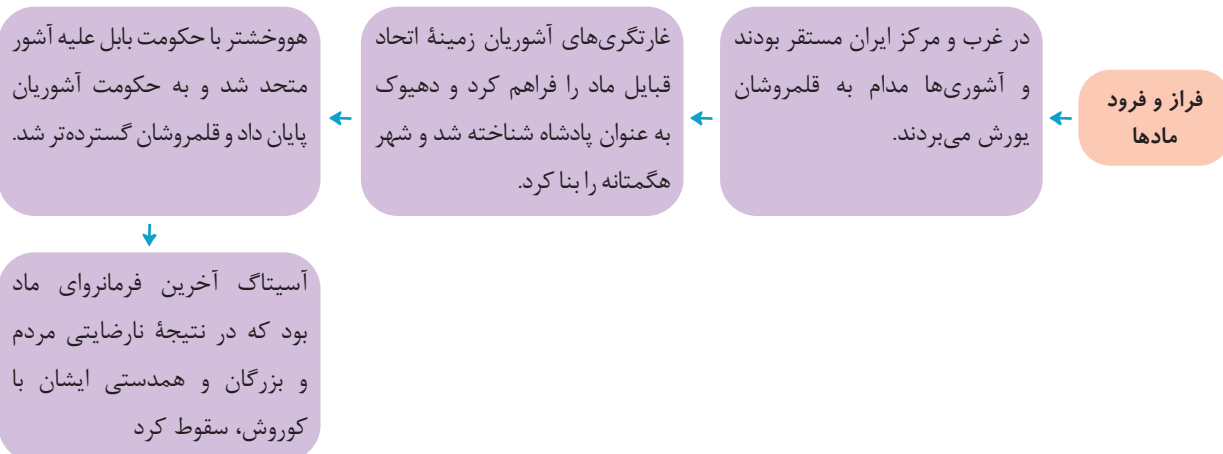 فراز و فرود
مادها
در غرب و مرکز ایران مستقر بودند
و آشوری‌ها مدام به قلمروشان
یورش می‌بردند.
غارتگری‌های آشوریان زمینهٔ اتحاد
قبایل ماد را فراهم کرد و دهیوک
به عنوان پادشاه شناخته شد و شهر
هگمتانه را بنا کرد.
هووخشتر با حکومت بابل علیه آشور
متحد شد و به حکومت آشوریان
پایان داد و قلمروشان گسترده‌تر شد.
آسیتاگ آخرین فرمانروای ماد
بود که در نتیجهٔ نارضایتی مردم
و بزرگان و همدستی ایشان با
کوروش، سقوط کرد